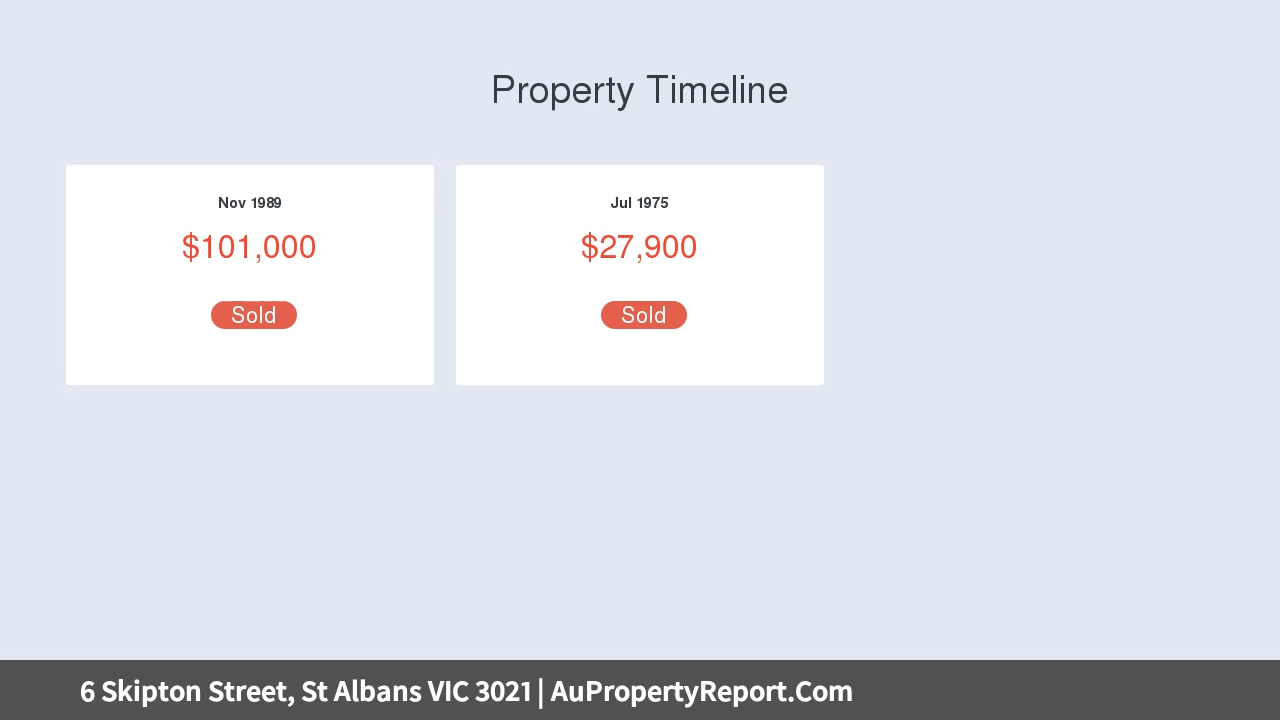 Property Timeline
Nov 1989
$101,000
Sold
Jul 1975
$27,900
Sold
6 Skipton Street, St Albans VIC 3021 | AuPropertyReport.Com